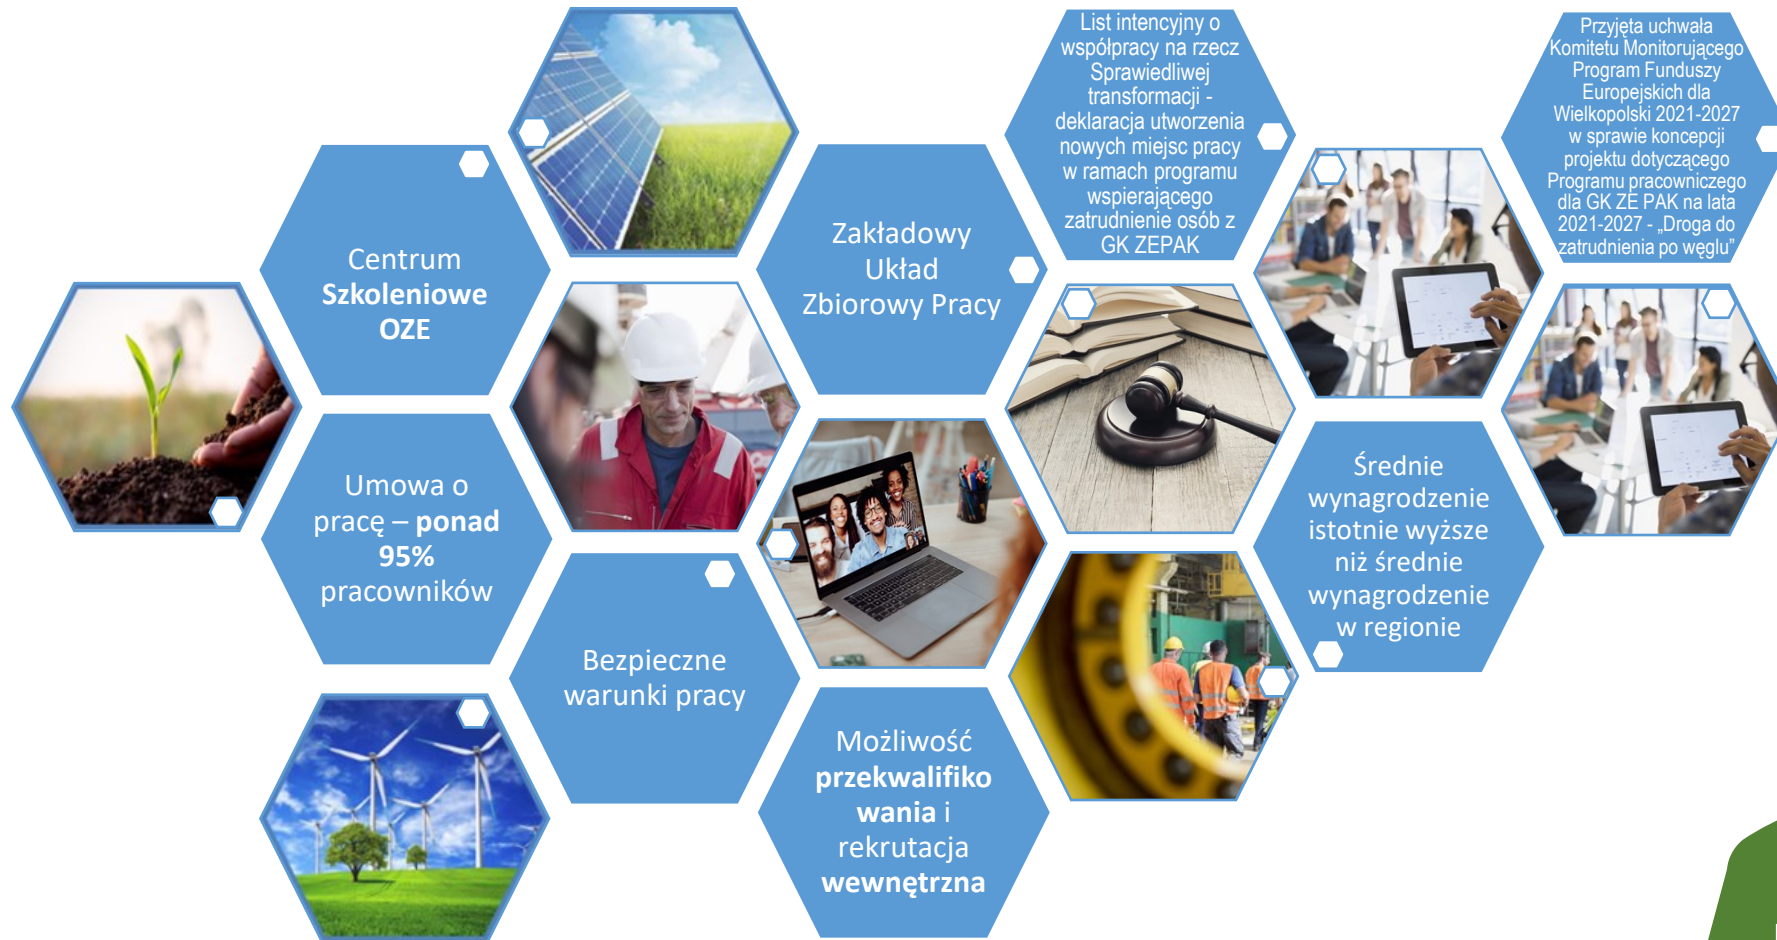 List intencyjny o
współpracy na rzecz
Sprawiedliwej
transformacji -
deklaracja utworzenia
nowych miejsc pracy
w ramach programu
wspierającego
zatrudnienie osób z
GK ZEPAK
Przyjęta uchwała
Komitetu Monitorującego
Program Funduszy
Europejskich dla
Wielkopolski 2021-2027
w sprawie koncepcji
projektu dotyczącego
Programu pracowniczego
dla GK ZE PAK na lata
2021-2027 - „Droga do
zatrudnienia po węglu”
Centrum
Szkoleniowe
OZE
Zakładowy
Układ
Zbiorowy Pracy
Umowa o
pracę – ponad
95%
pracowników
Średnie
wynagrodzenie
istotnie wyższe
niż średnie
wynagrodzenie
w regionie
Bezpieczne
warunki pracy
Możliwość
przekwalifiko
wania i
rekrutacja
wewnętrzna